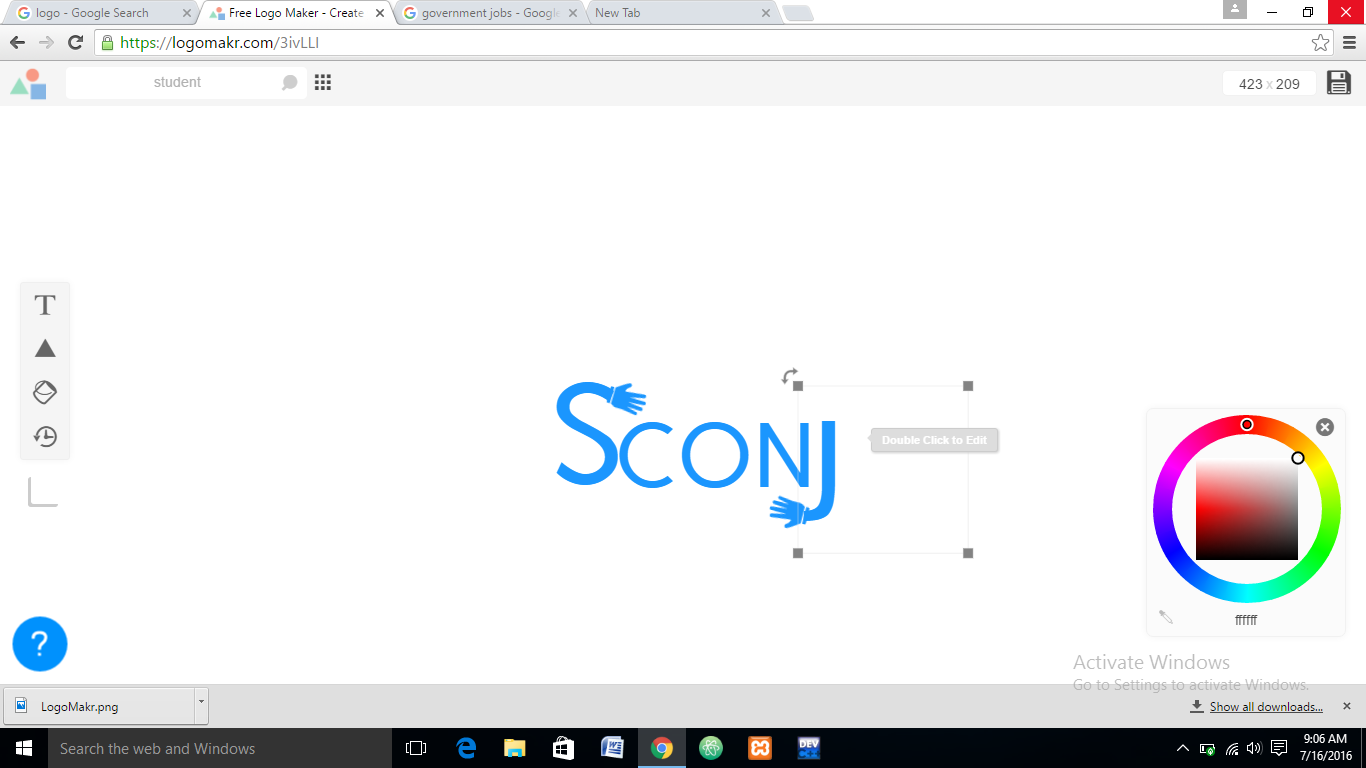 logo - Google Search
Free Logo Maker - Create
government jobs - Google
New Tab
https://logomakr.com/3ivLLI
student
423 x 209
T
SCONJ
Double Click to Edit
ffffff
?
Activate Windows
Go to Settings to activate Windows.
LogoMakr.png
Show all downloads...
Search the web and Windows
W
DEV
C++
9:06 AM
7/16/2016